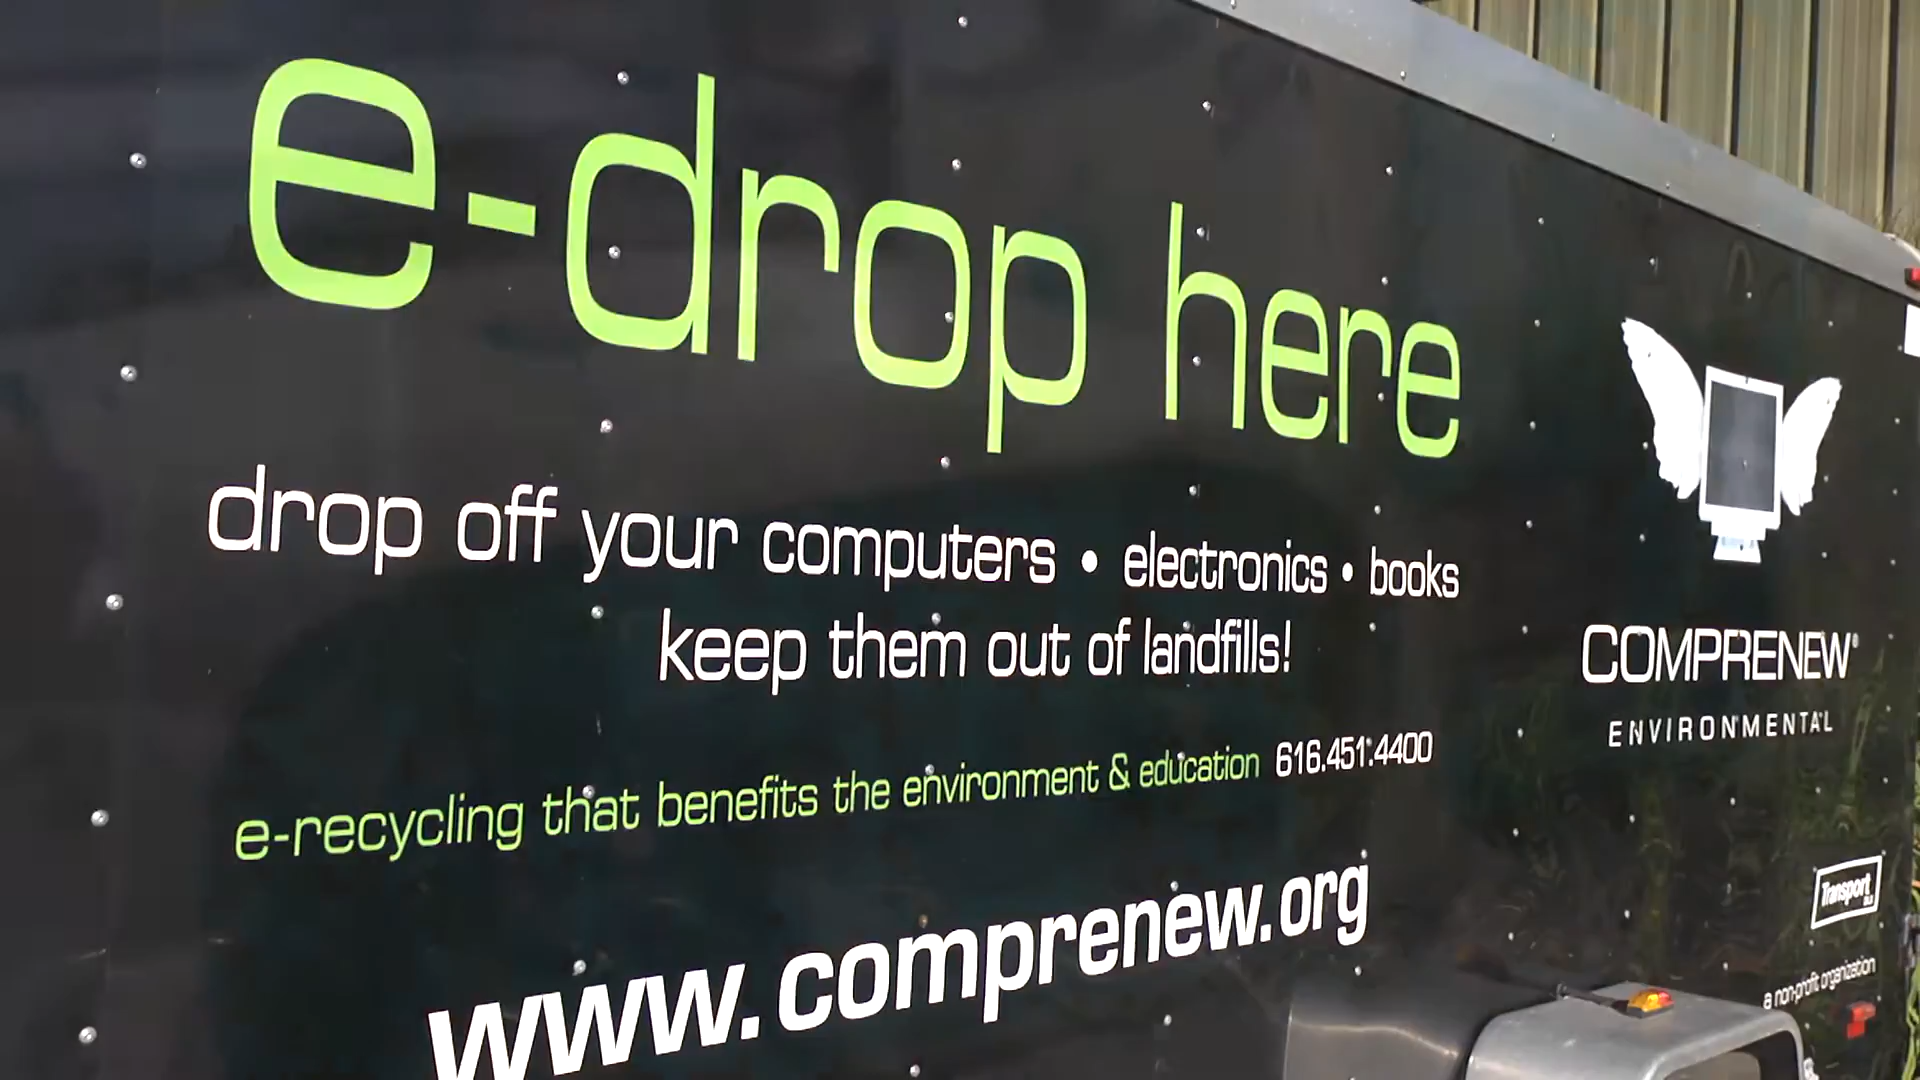 e-drop here
drop off your computers • electronics • books
keep them out of landfills!
e-recycling that benefits the environment & education 616.451.4400
www.comprenew.org
COMPRENEW®
ENVIRONMENTAL
Transport
a non-profit organization